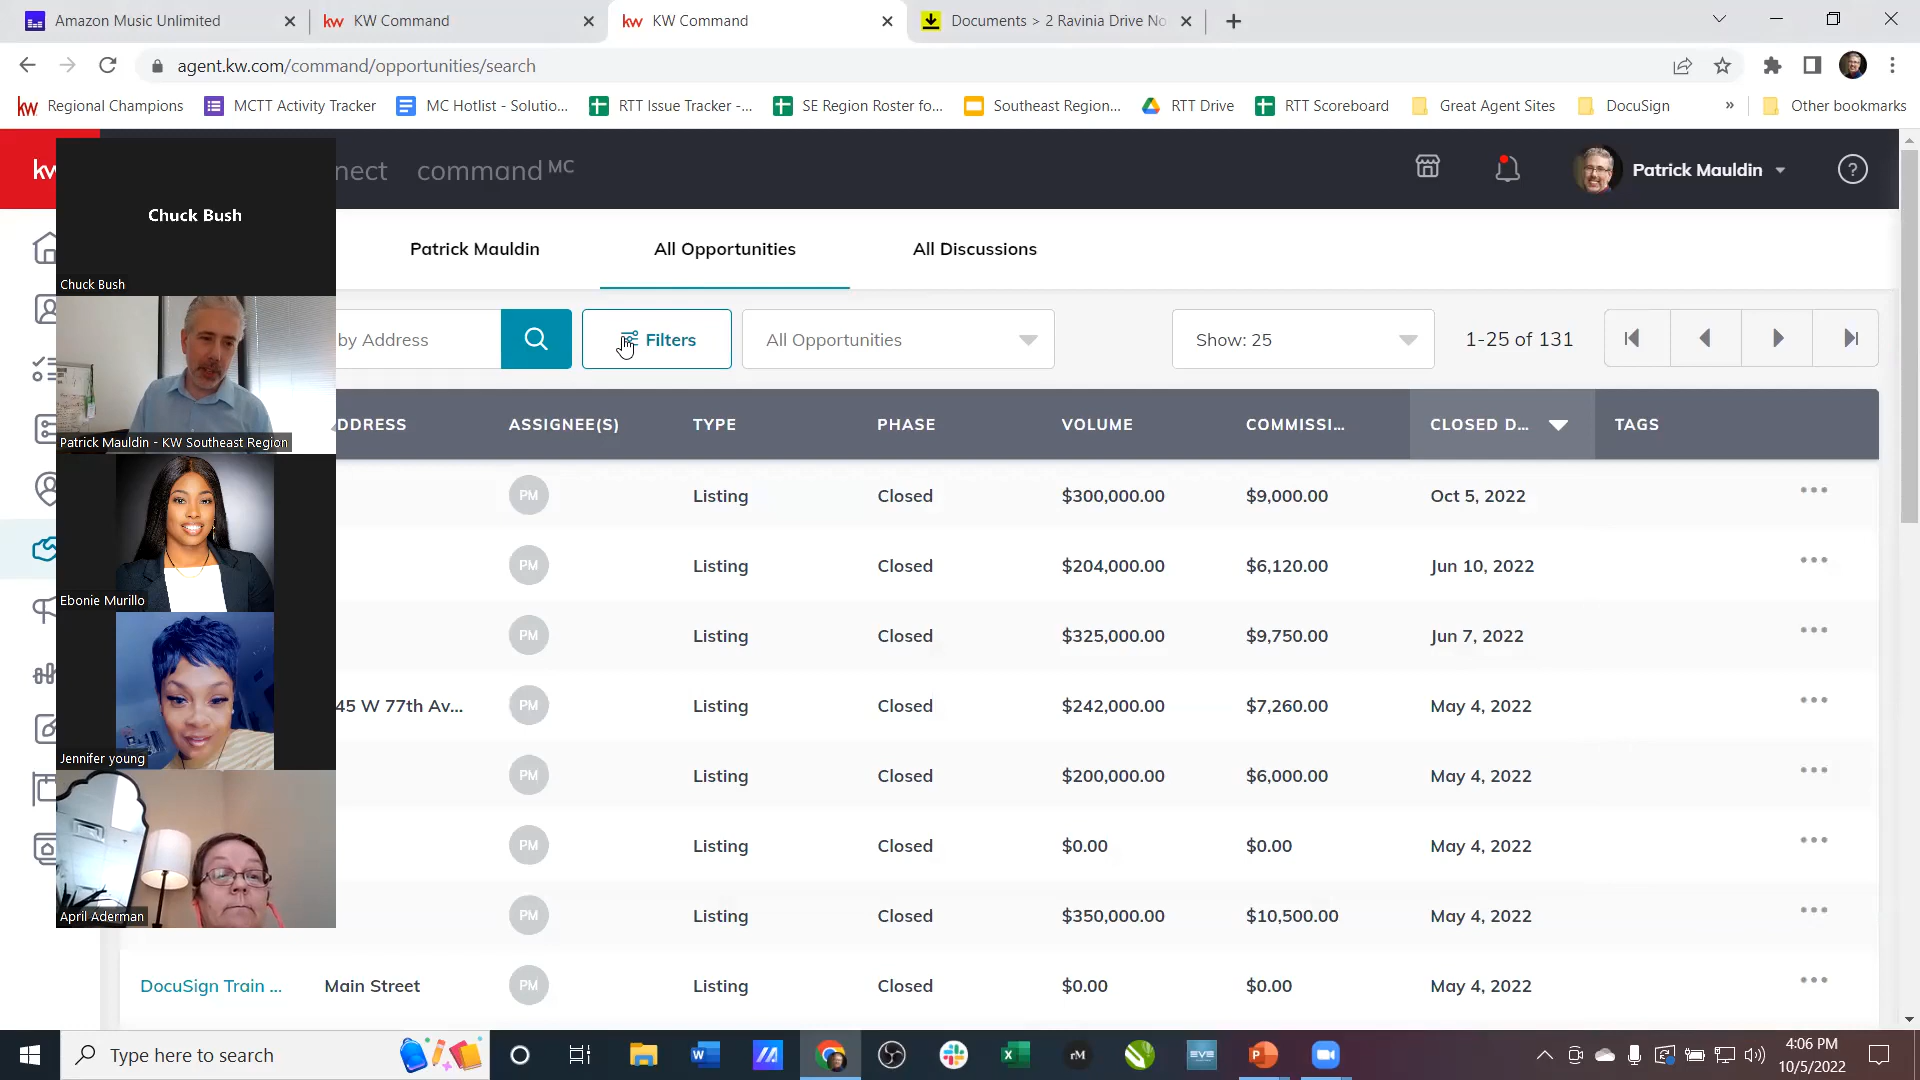 Amazon Music Unlimited
KW Command
KW Command
Documents > 2 Ravinia Drive No
agent.kw.com/command/opportunities/search
Regional Champions
MCTT Activity Tracker
MC Hotlist - Solutio...
RTT Issue Tracker -...
SE Region Roster fo...
Southeast Region...
RTT Drive
RTT Scoreboard
Great Agent Sites
DocuSign
»
Other bookmarks
kw
nect
command MC
Patrick Mauldin
Patrick Mauldin
All Opportunities
All Discussions
by Address
Filters
All Opportunities
Show: 25
1-25 of 131
DDRESS
ASSIGNEE(S)
TYPE
PHASE
VOLUME
COMMISSI...
CLOSED D...
TAGS
PM Listing Closed $300,000.00 $9,000.00 Oct 5, 2022
PM Listing Closed $204,000.00 $6,120.00 Jun 10, 2022
PM Listing Closed $325,000.00 $9,750.00 Jun 7, 2022
45 W 77th Av... PM Listing Closed $242,000.00 $7,260.00 May 4, 2022
PM Listing Closed $200,000.00 $6,000.00 May 4, 2022
PM Listing Closed $0.00 $0.00 May 4, 2022
PM Listing Closed $350,000.00 $10,500.00 May 4, 2022
DocuSign Train ... Main Street PM Listing Closed $0.00 $0.00 May 4, 2022
Chuck Bush
Chuck Bush
Patrick Mauldin - KW Southeast Region
Ebonie Murillo
Jennifer young
April Aderman
Type here to search
rM
EVE
4:06 PM
10/5/2022